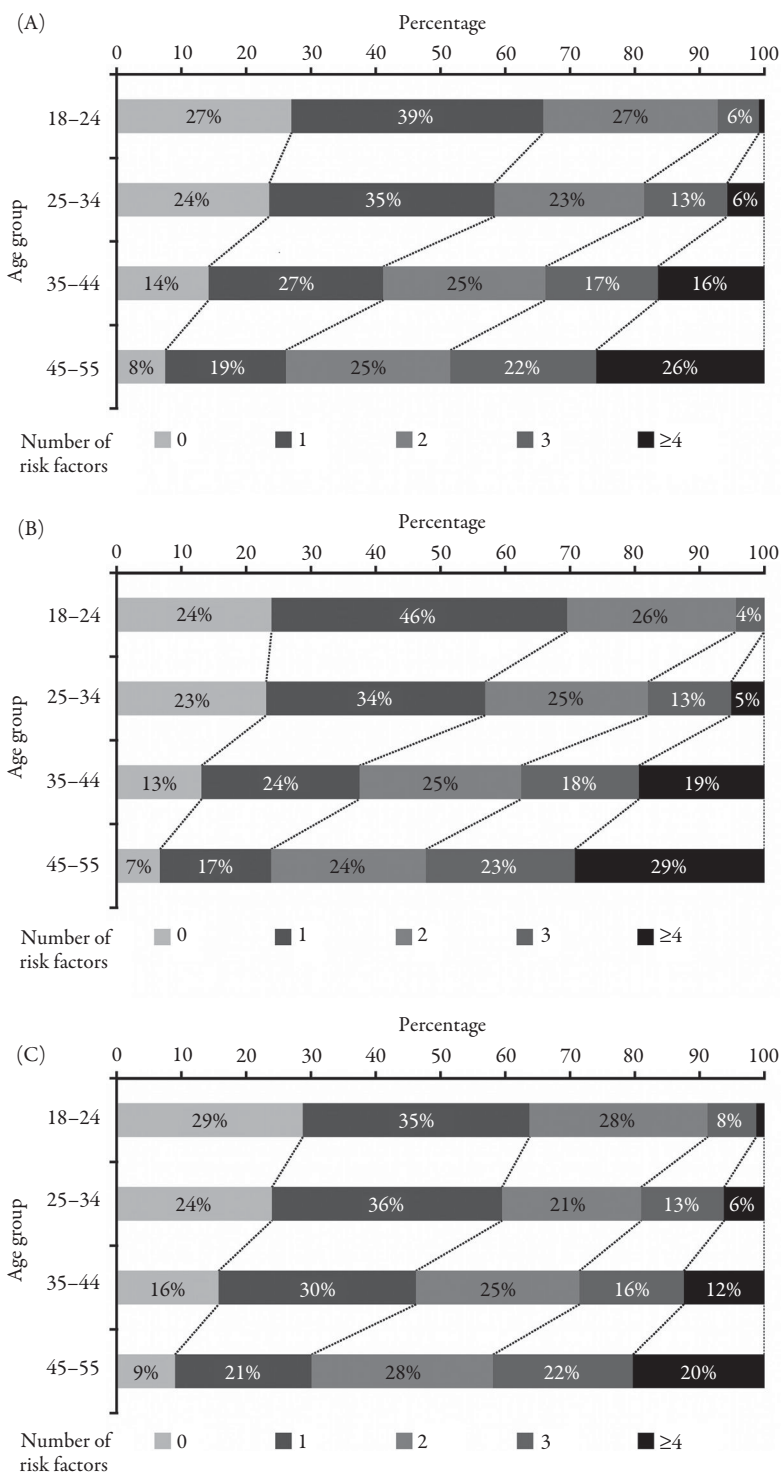 (A)
Percentage
0 10 20 30 40 50 60 70 80 90 100
Age group
18–24 27% 39% 27% 6%
25–34 24% 35% 23% 13% 6%
35–44 14% 27% 25% 17% 16%
45–55 8% 19% 25% 22% 26%
Number of 0 1 2 3 ≥4
risk factors
(B)
Percentage
0 10 20 30 40 50 60 70 80 90 100
Age group
18–24 24% 46% 26% 4%
25–34 23% 34% 25% 13% 5%
35–44 13% 24% 25% 18% 19%
45–55 7% 17% 24% 23% 29%
Number of 0 1 2 3 ≥4
risk factors
(C)
Percentage
0 10 20 30 40 50 60 70 80 90 100
Age group
18–24 29% 35% 28% 8%
25–34 24% 36% 21% 13% 6%
35–44 16% 30% 25% 16% 12%
45–55 9% 21% 28% 22% 20%
Number of 0 1 2 3 ≥4
risk factors